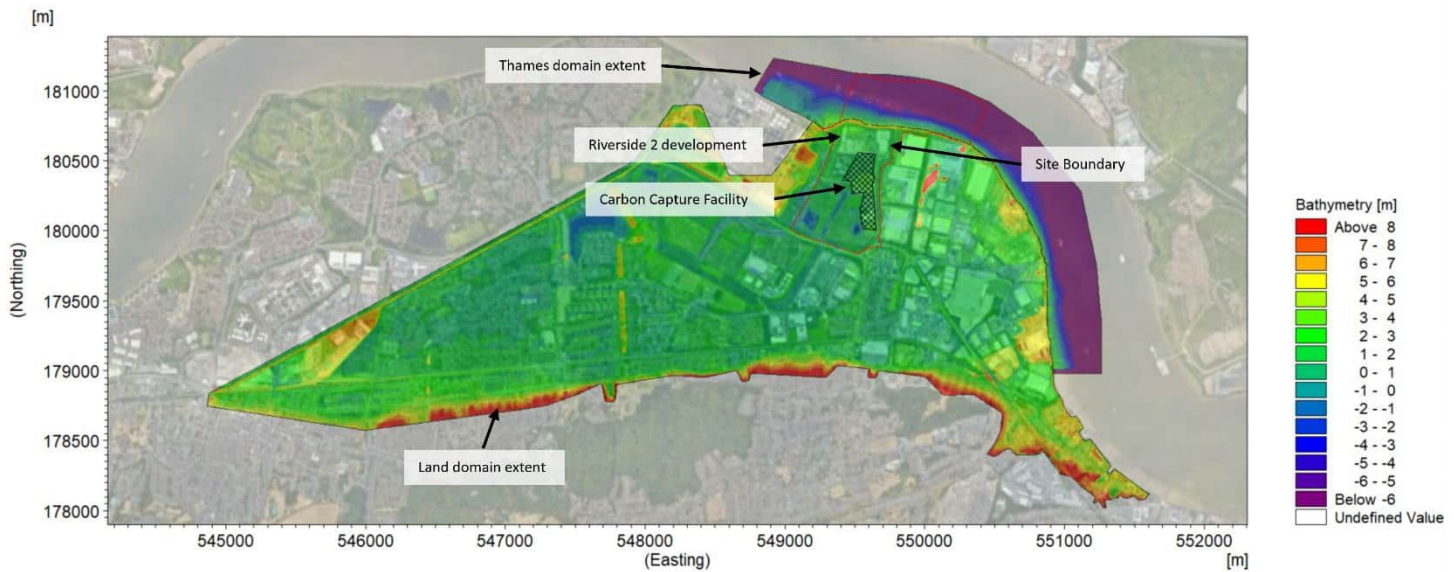 [m]
Thames domain extent
181000
Riverside 2 development
Site Boundary
180500
Carbon Capture Facility
180000
(Northing)
179500
179000
178500
Land domain extent
178000
545000 546000 547000 548000 549000 550000 551000 552000
(Easting)
[m]
Bathymetry [m]
Above 8
7 - 8
6 - 7
5 - 6
4 - 5
3 - 4
2 - 3
1 - 2
0 - 1
-1 - 0
-2 - -1
-3 - -2
-4 - -3
-5 - -4
-6 - -5
Below -6
Undefined Value